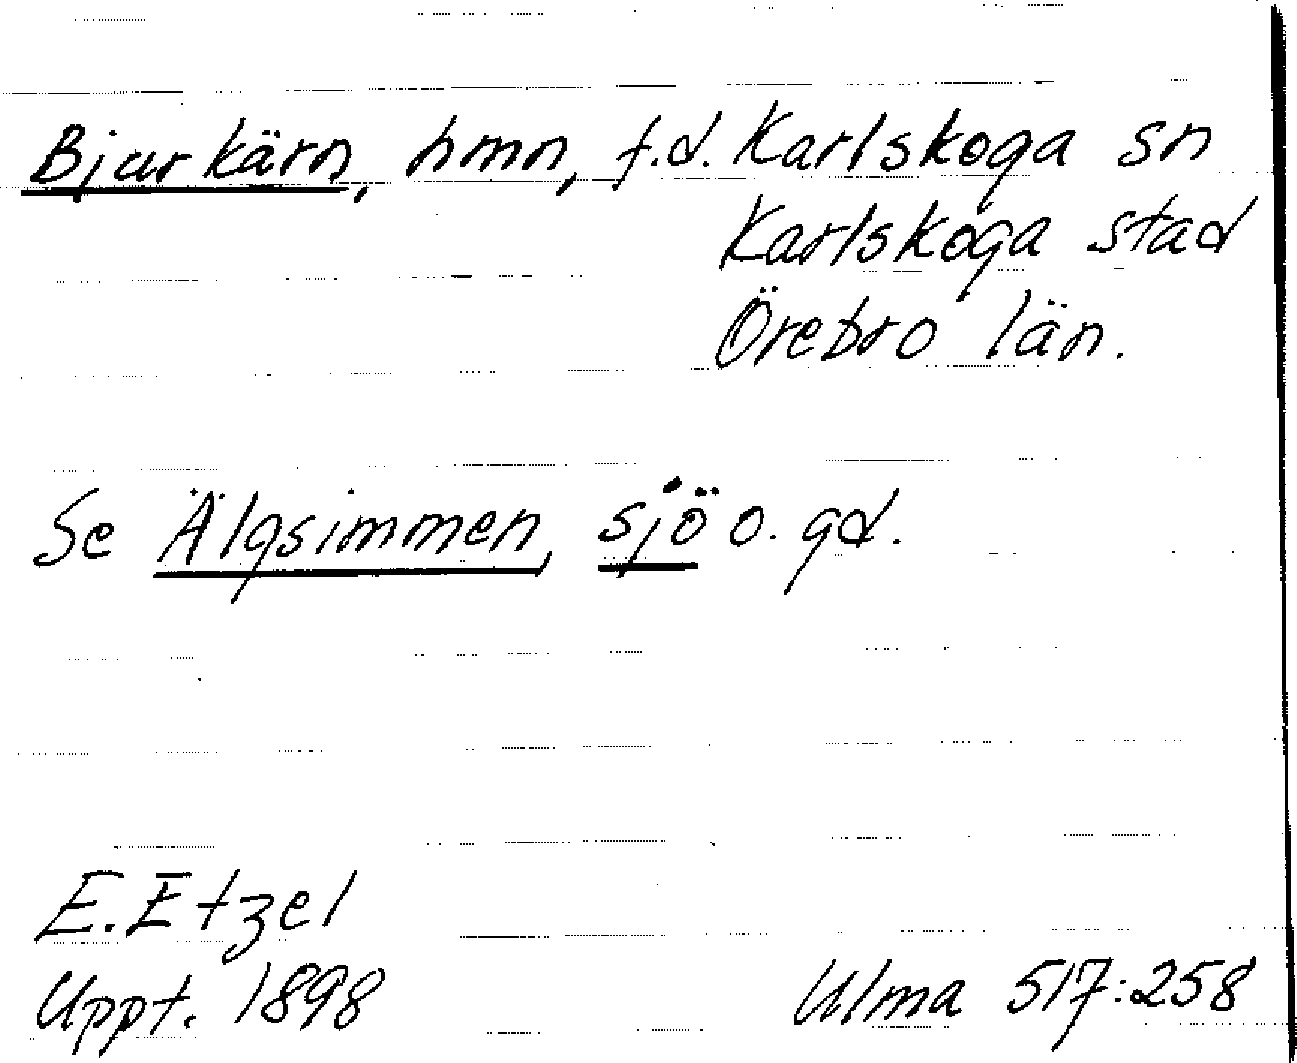 Bjurkärn, hmn, f.d. Karlskoga sn
Karlskoga stad
Örebro län.
Se Älgsimmen, sjö o. gd.
E. Etzel
Uppt. 1898
Ulma 517:258